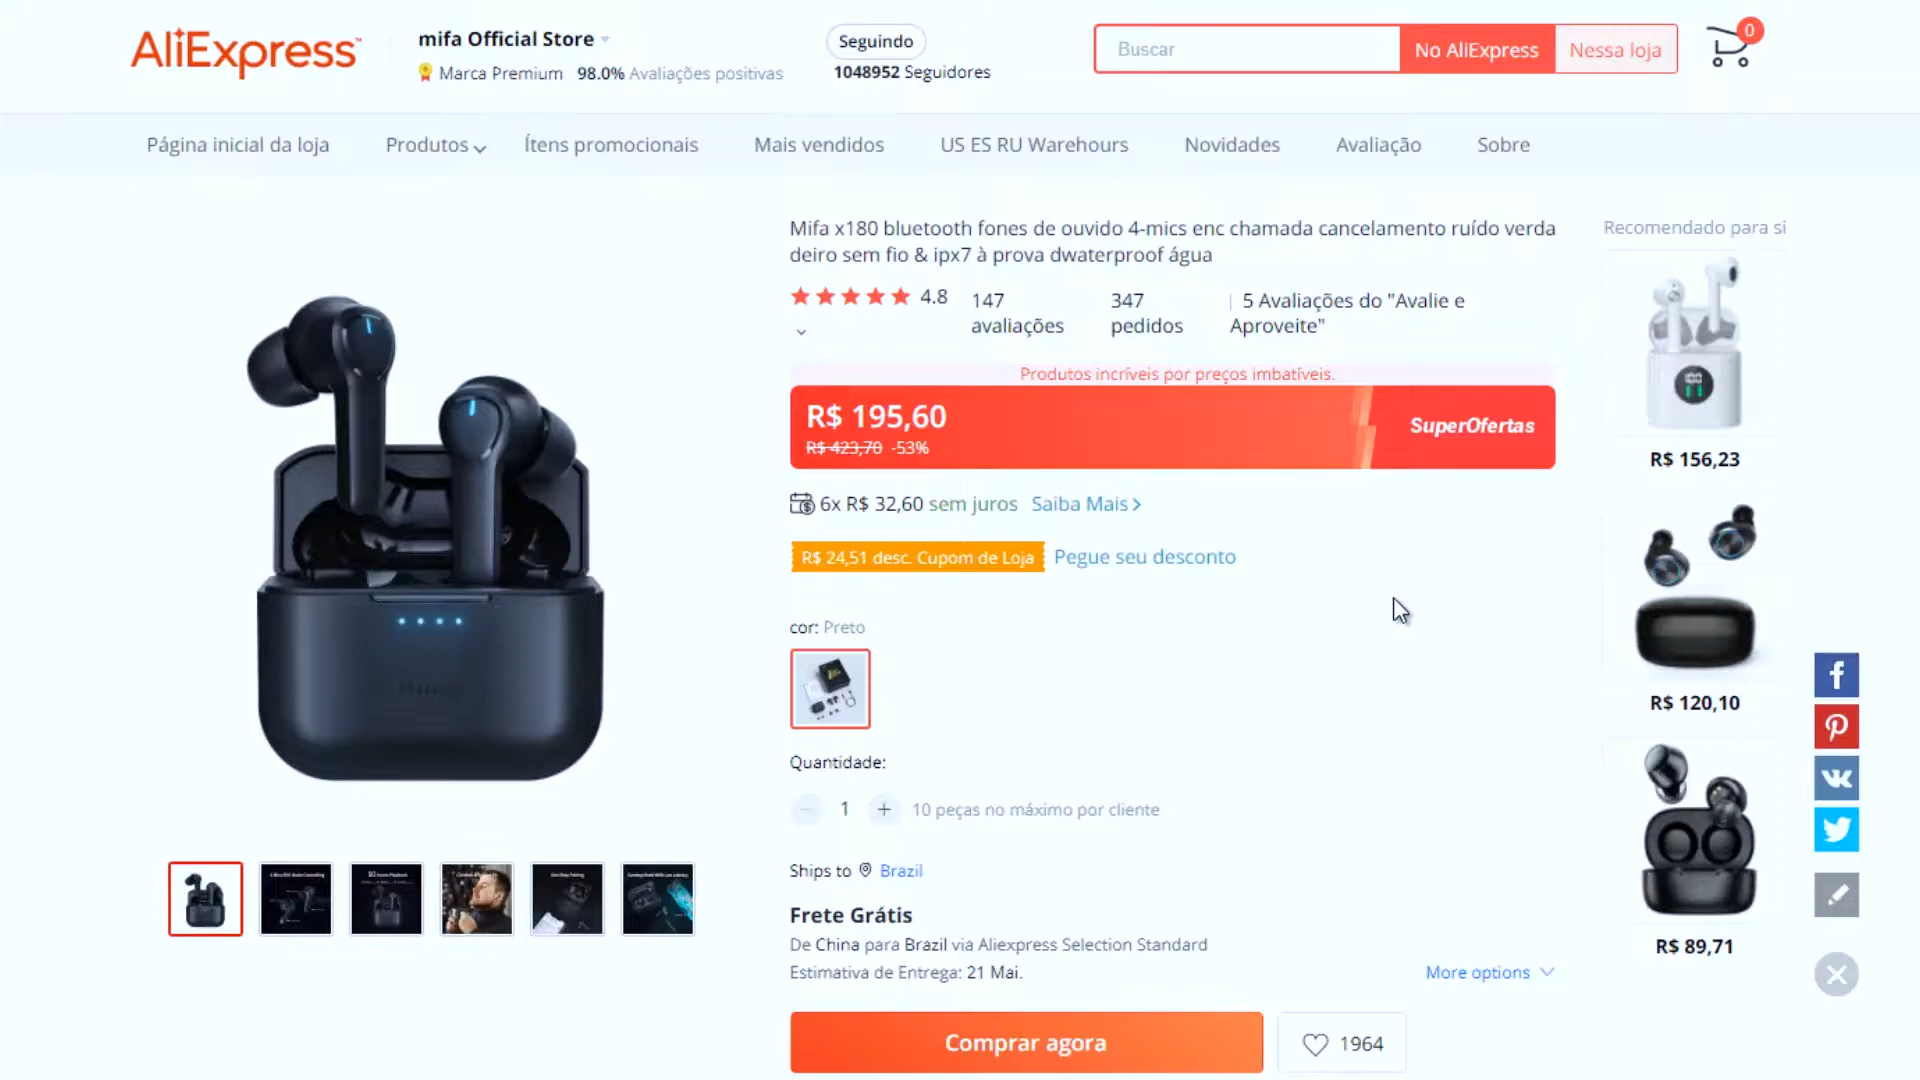 AliExpress™
mifa Official Store
Marca Premium 98.0% Avaliações positivas
Seguindo
1048952 Seguidores
Buscar
No AliExpress
Nessa loja
0
Página inicial da loja
Produtos
Ítens promocionais
Mais vendidos
US ES RU Warehours
Novidades
Avaliação
Sobre
Mifa x180 bluetooth fones de ouvido 4-mics enc chamada cancelamento ruído verda
deiro sem fio & ipx7 à prova dwaterproof água
4.8
147
avaliações
347
pedidos
| 5 Avaliações do "Avalie e
Aproveite"
Produtos incríveis por preços imbatíveis.
R$ 195,60
R$ 423,70 -53%
SuperOfertas
6x R$ 32,60 sem juros Saiba Mais
R$ 24,51 desc. Cupom de Loja
Pegue seu desconto
cor: Preto
Quantidade:
1
10 peças no máximo por cliente
Ships to Brazil
Frete Grátis
De China para Brazil via Aliexpress Selection Standard
Estimativa de Entrega: 21 Mai.
More options
Comprar agora
1964
Recomendado para si
R$ 156,23
R$ 120,10
R$ 89,71